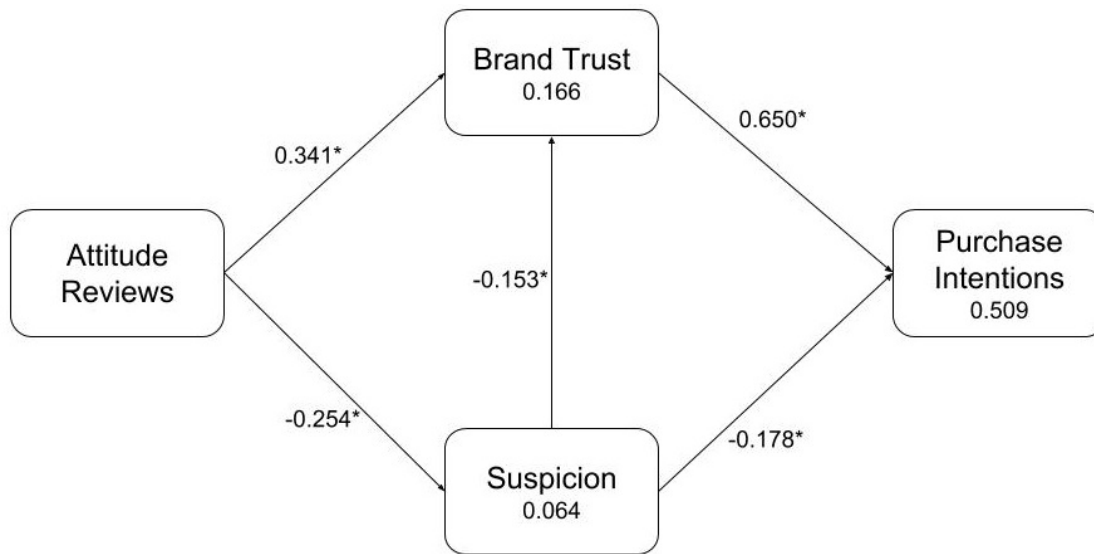 Brand Trust
0.166
0.341*
0.650*
Attitude
Reviews
-0.153*
Purchase
Intentions
0.509
-0.254*
-0.178*
Suspicion
0.064